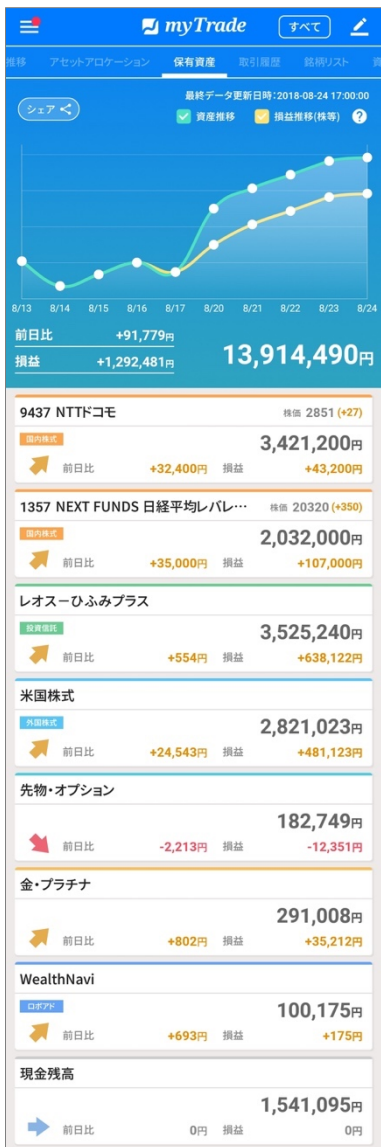 myTrade
すべて
推移 アセットアロケーション 保有資産 取引履歴 銘柄リスト
最終データ更新日時:2018-08-24 17:00:00
シェア
資産推移 損益推移(株等) ?
8/13 8/14 8/15 8/16 8/17 8/20 8/21 8/22 8/23 8/24
前日比 +91,779円
損益 +1,292,481円
13,914,490円
9437 NTTドコモ 株価 2851 (+27)
国内株式
3,421,200円
前日比 +32,400円 損益 +43,200円
1357 NEXT FUNDS 日経平均レバレ… 株価 20320 (+350)
国内株式
2,032,000円
前日比 +35,000円 損益 +107,000円
レオスーひふみプラス
投資信託
3,525,240円
前日比 +554円 損益 +638,122円
米国株式
外国株式
2,821,023円
前日比 +24,543円 損益 +481,123円
先物・オプション
182,749円
前日比 -2,213円 損益 -12,351円
金・プラチナ
291,008円
前日比 +802円 損益 +35,212円
WealthNavi
ロボアド
100,175円
前日比 +693円 損益 +175円
現金残高
1,541,095円
前日比 0円 損益 0円